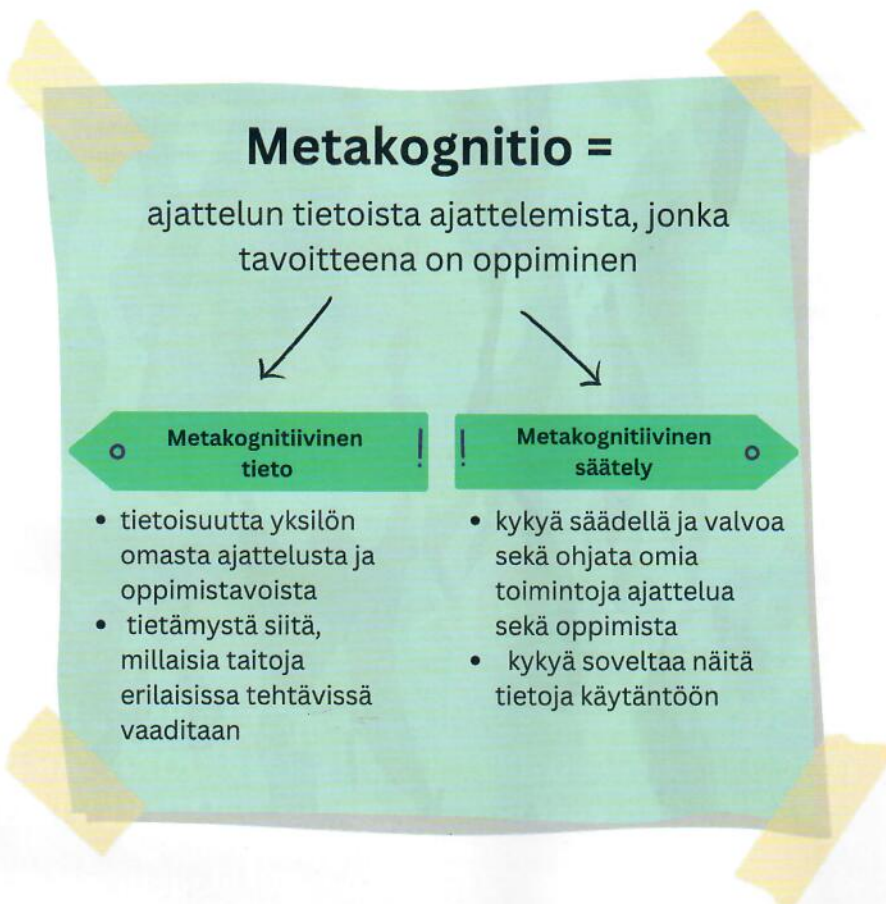 Metakognitio =
ajattelun tietoista ajattelemista, jonka
tavoitteena on oppiminen
Metakognitiivinen
tieto
• tietoisuutta yksilön
omasta ajattelusta ja
oppimistavoista
• tietämystä siitä,
millaisia taitoja
erilaisissa tehtävissä
vaaditaan
Metakognitiivinen
säätely
• kykyä säädellä ja valvoa
sekä ohjata omia
toimintoja ajattelua
sekä oppimista
• kykyä soveltaa näitä
tietoja käytäntöön